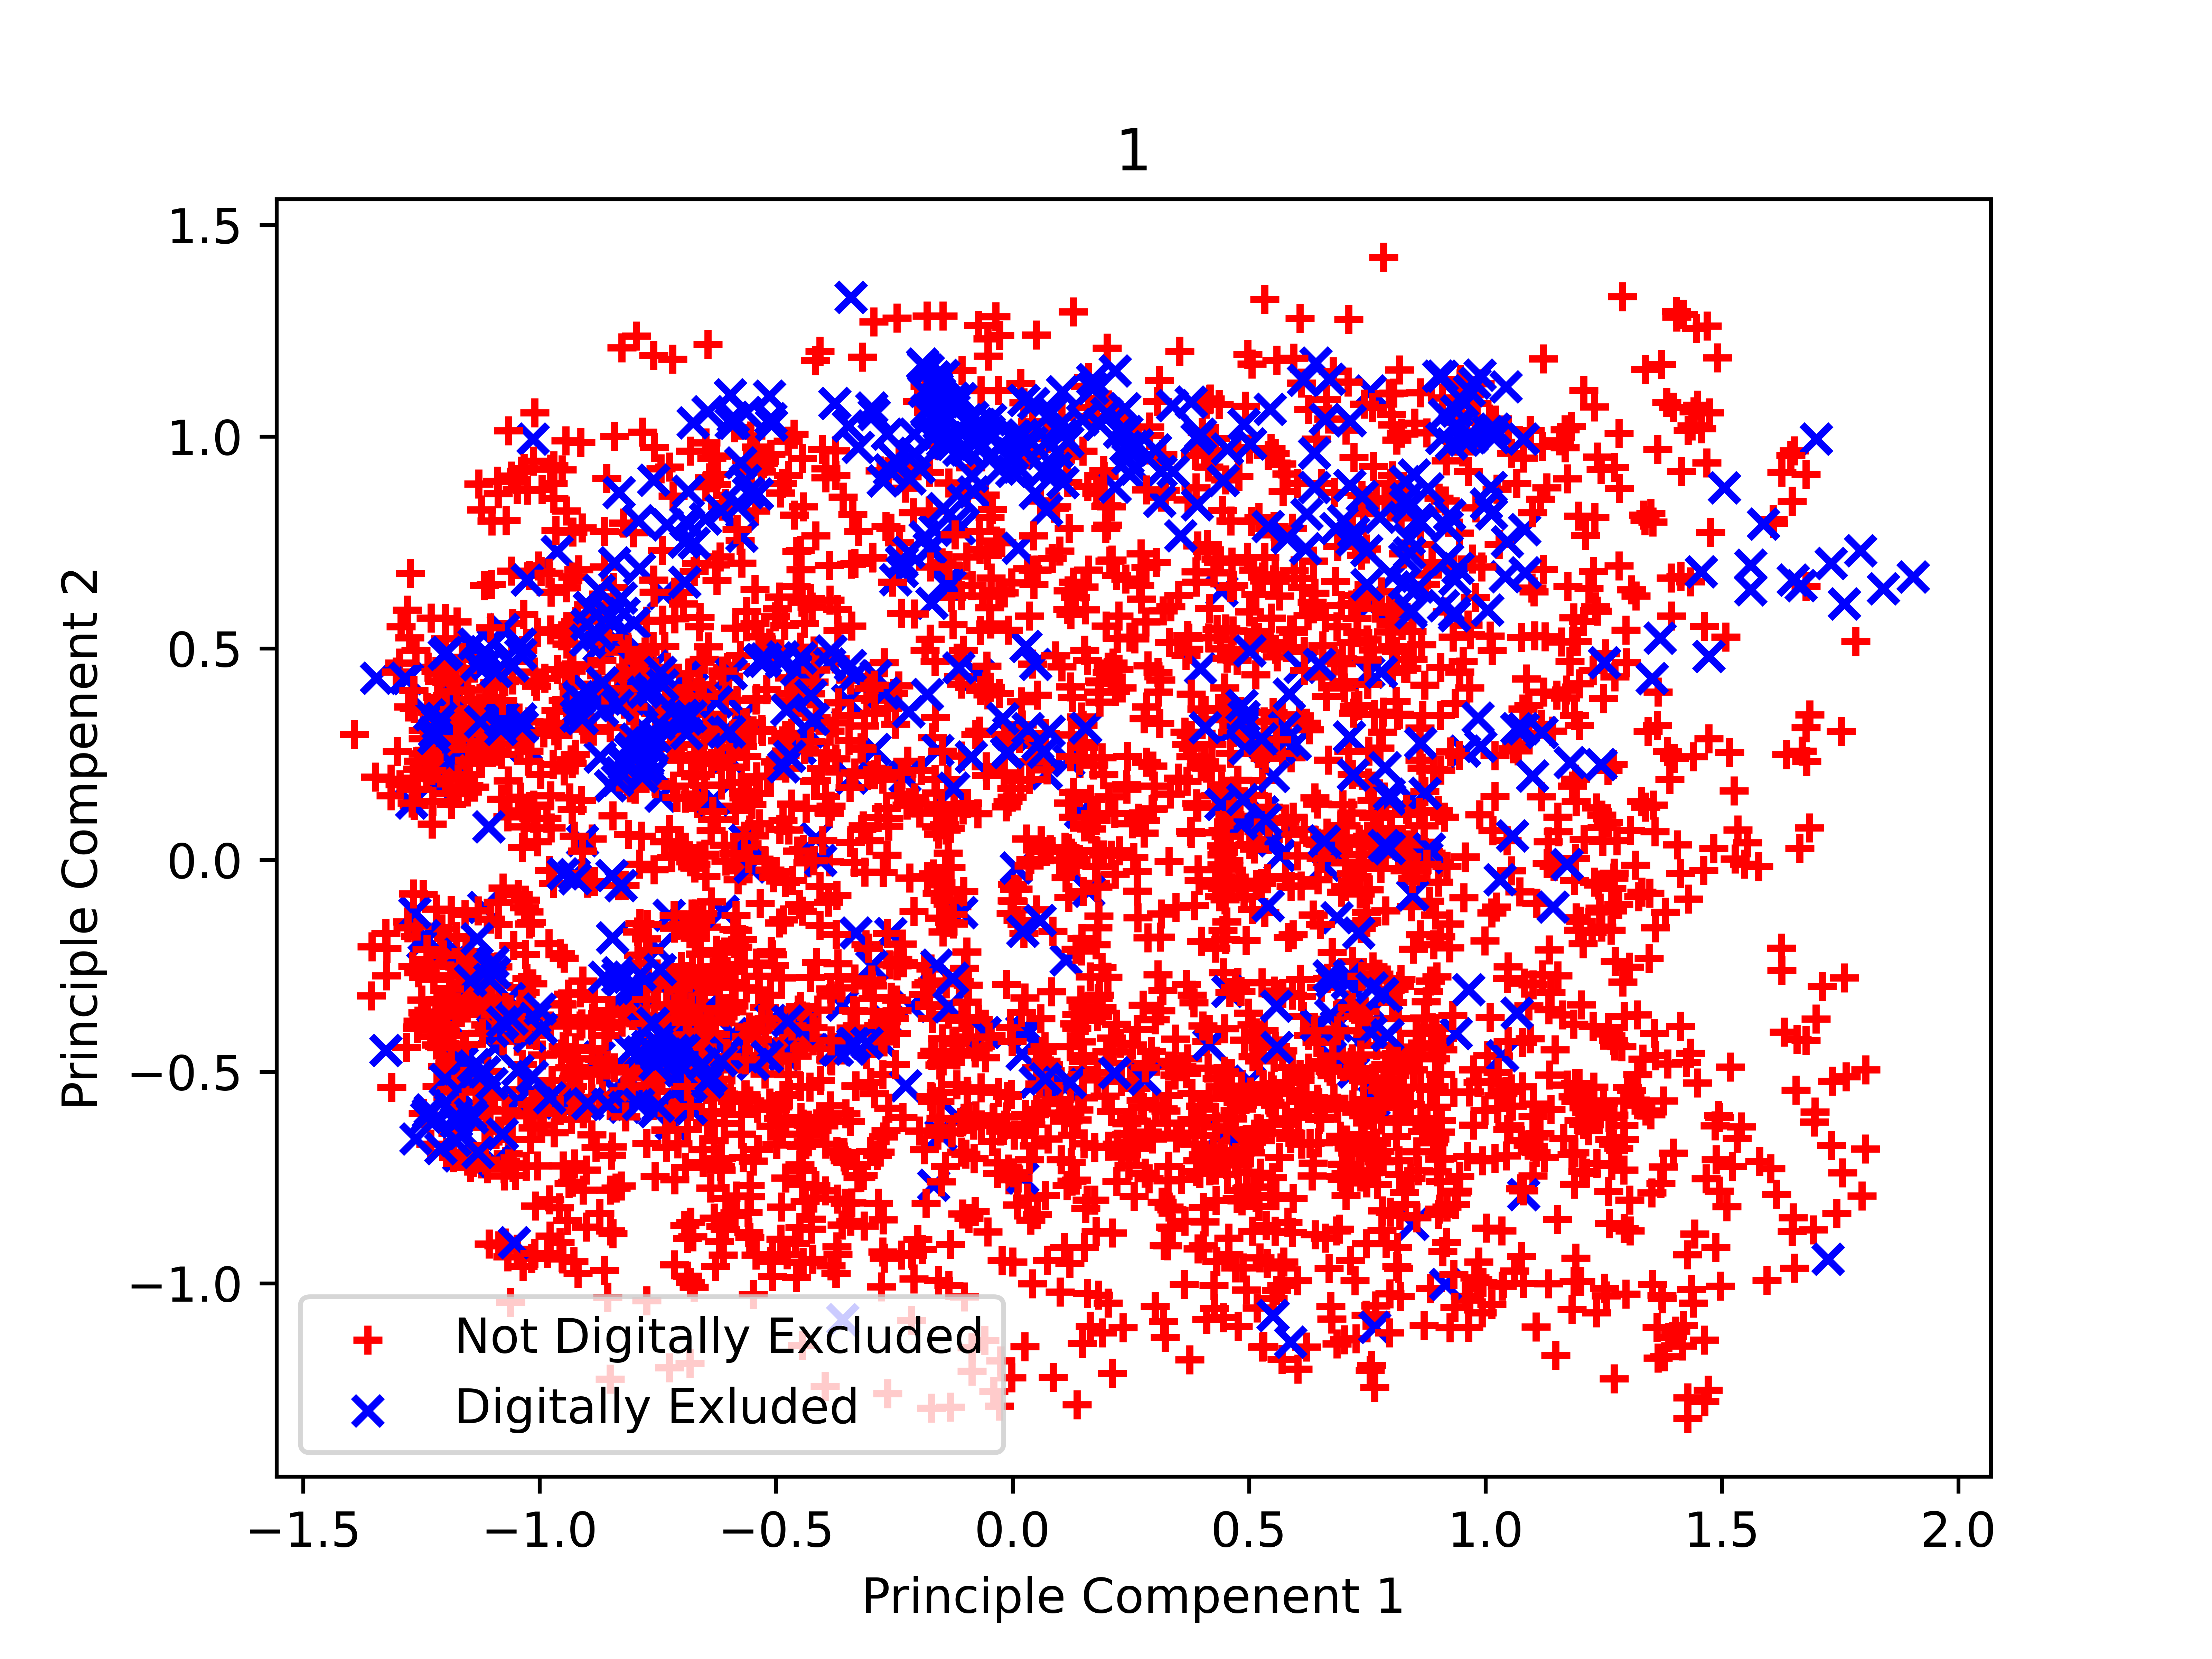 1
1.5
1.0
0.5
0.0
−0.5
−1.0
Principle Compenent 2
Not Digitally Excluded
Digitally Exluded
−1.5 −1.0 −0.5 0.0 0.5 1.0 1.5 2.0
Principle Compenent 1